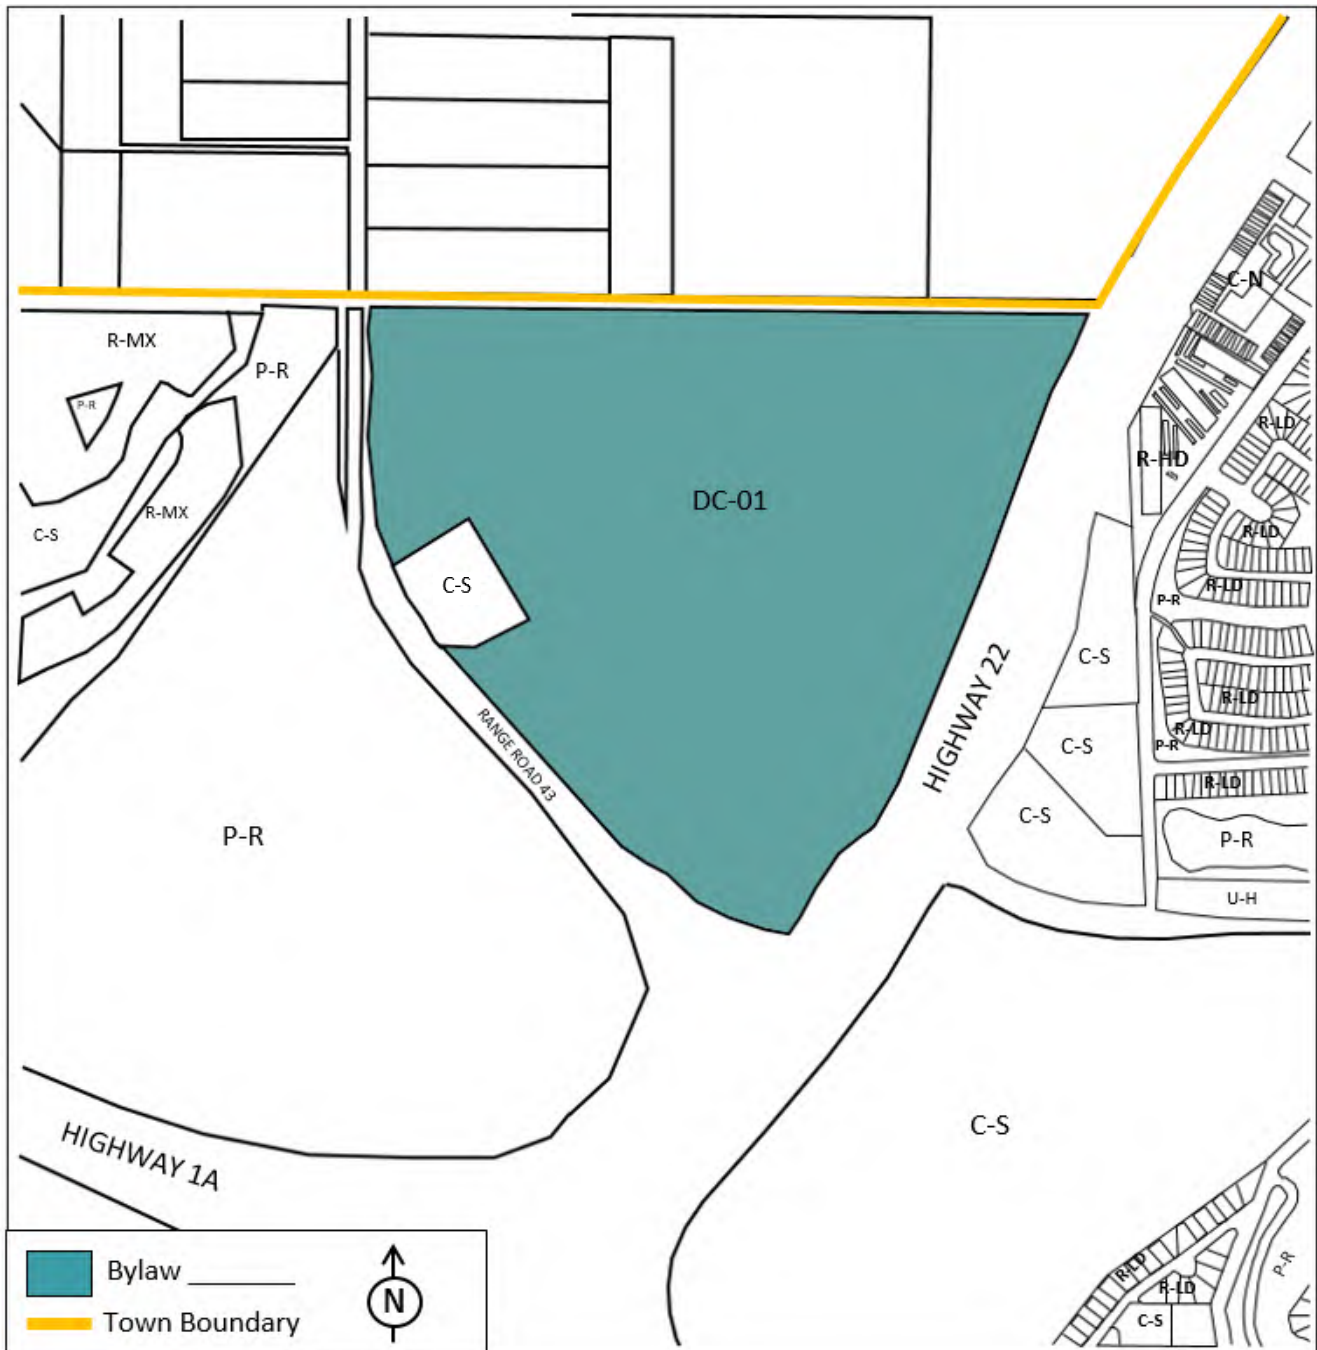 C-N
R-MX
P-R
P-R
R-LD
R-HD
DC-01
R-MX
C-S
R-LD
C-S
R-LD
P-R
C-S
HIGHWAY 22
R-LD
RANGE ROAD 43
R-LD
C-S
P-R
R-LD
C-S
P-R
P-R
U-H
C-S
HIGHWAY 1A
P-R
R-LD
R-LD
C-S
Bylaw __________
N
Town Boundary